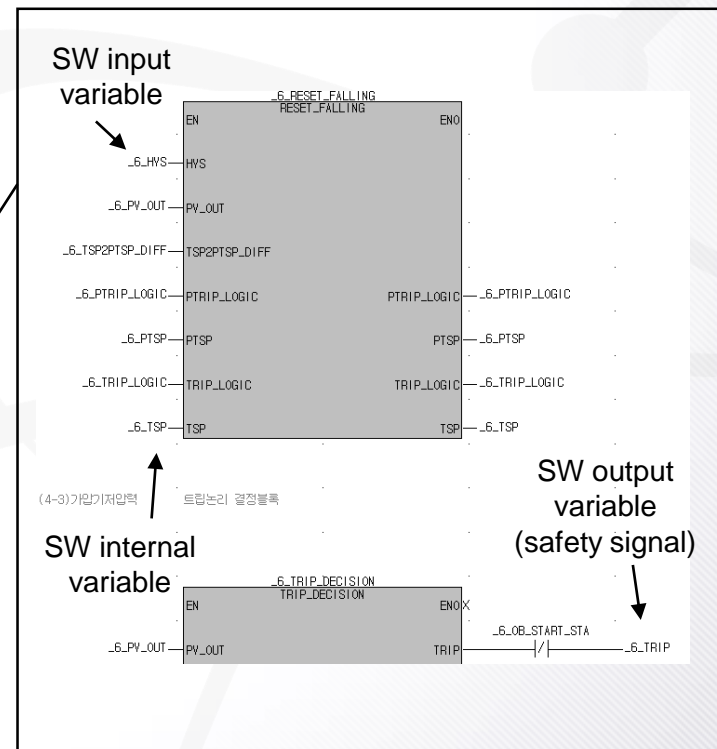 SW input
variable
_6_RESET_FALLING
RESET_FALLING
EN ENO
_6_HYS HYS
_6_PV_OUT PV_OUT
_6_TSP2PTSP_DIFF TSP2PTSP_DIFF
_6_PTRIP_LOGIC PTRIP_LOGIC PTRIP_LOGIC _6_PTRIP_LOGIC
_6_PTSP PTSP PTSP _6_PTSP
_6_TRIP_LOGIC TRIP_LOGIC TRIP_LOGIC _6_TRIP_LOGIC
_6_TSP TSP TSP _6_TSP
(4-3)가압기저압력 트립논리 결정블록
SW output
variable
(safety signal)
SW internal
variable
_6_TRIP_DECISION
TRIP_DECISION
EN ENO X
_6_OB_START_STA
_6_PV_OUT PV_OUT TRIP / _6_TRIP